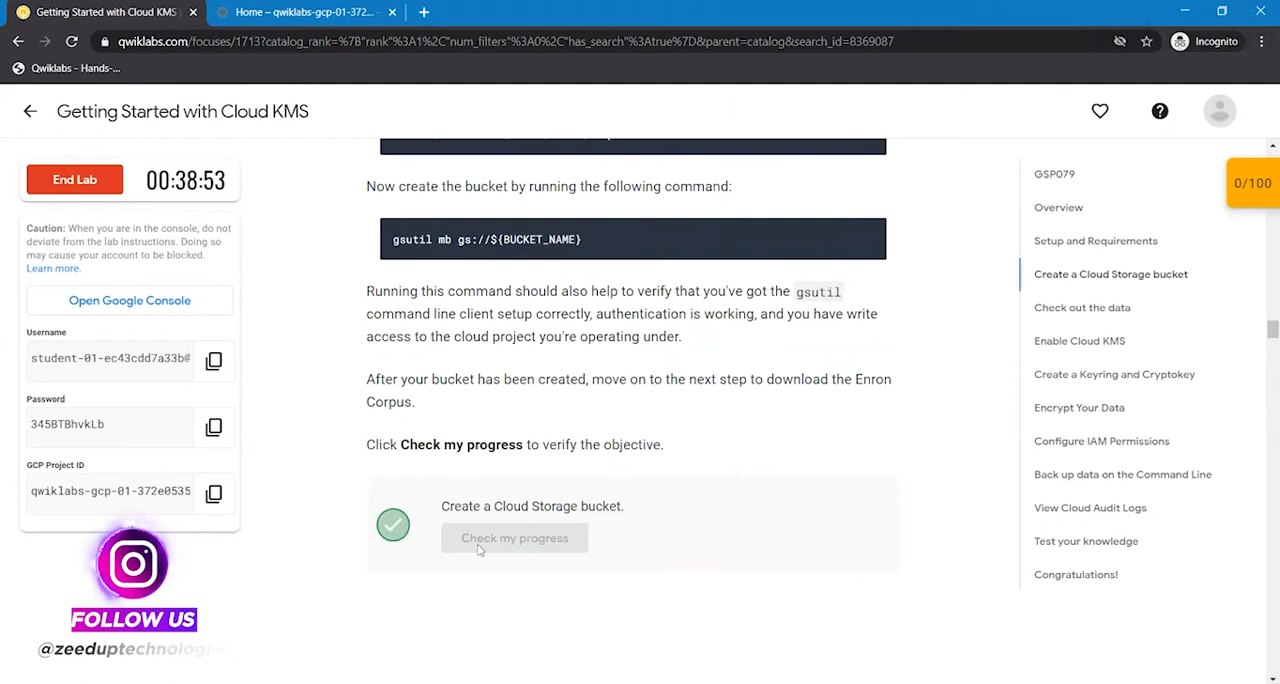 Getting Started with Cloud KMS
Home – qwiklabs-gcp-01-372...
qwiklabs.com/focuses/1713?catalog_rank=%7B"rank"%3A1%2C"num_filters"%3A0%2C"has_search"%3Atrue%7D&parent=catalog&search_id=8369087
Incognito
Qwiklabs - Hands-...
Getting Started with Cloud KMS
End Lab
00:38:53
Caution: When you are in the console, do not
deviate from the lab instructions. Doing so
may cause your account to be blocked.
Learn more.
Open Google Console
Username
student-01-ec43cdd7a33b@
Password
345BTBhvkLb
GCP Project ID
qwiklabs-gcp-01-372e0535
FOLLOW US
@zeeduptechnologi
Now create the bucket by running the following command:
gsutil mb gs://${BUCKET_NAME}
Running this command should also help to verify that you've got the gsutil
command line client setup correctly, authentication is working, and you have write
access to the cloud project you're operating under.
After your bucket has been created, move on to the next step to download the Enron
Corpus.
Click Check my progress to verify the objective.
Create a Cloud Storage bucket.
Check my progress
GSP079
Overview
Setup and Requirements
Create a Cloud Storage bucket
Check out the data
Enable Cloud KMS
Create a Keyring and Cryptokey
Encrypt Your Data
Configure IAM Permissions
Back up data on the Command Line
View Cloud Audit Logs
Test your knowledge
Congratulations!
0/100